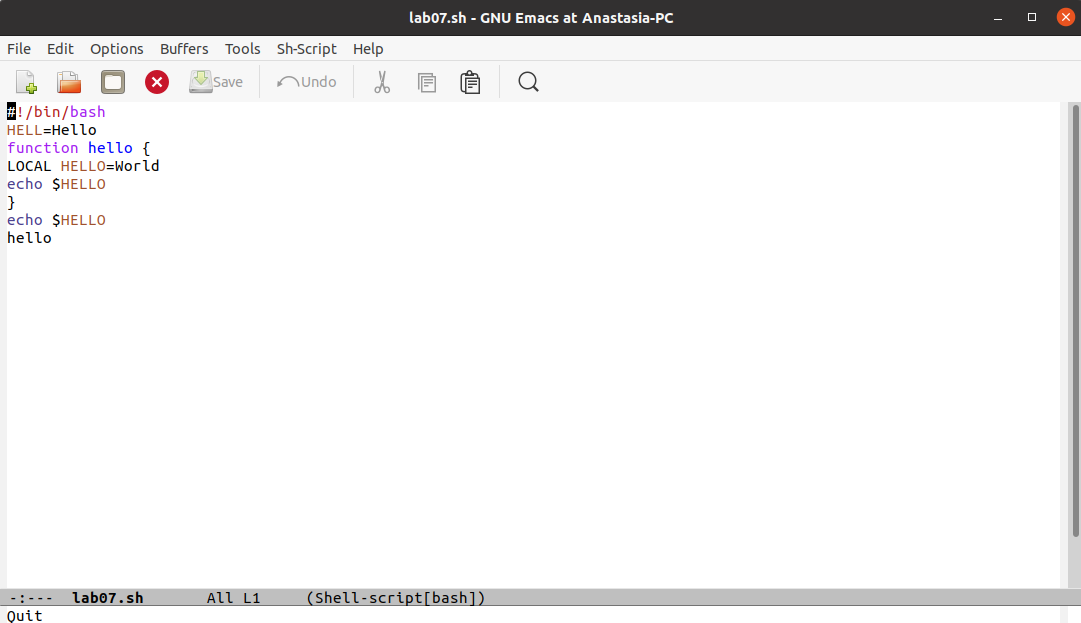 lab07.sh - GNU Emacs at Anastasia-PC
File Edit Options Buffers Tools Sh-Script Help
Save Undo
#!/bin/bash
HELL=Hello
function hello {
LOCAL HELLO=World
echo $HELLO
}
echo $HELLO
hello
-:--- lab07.sh All L1 (Shell-script[bash])
Quit